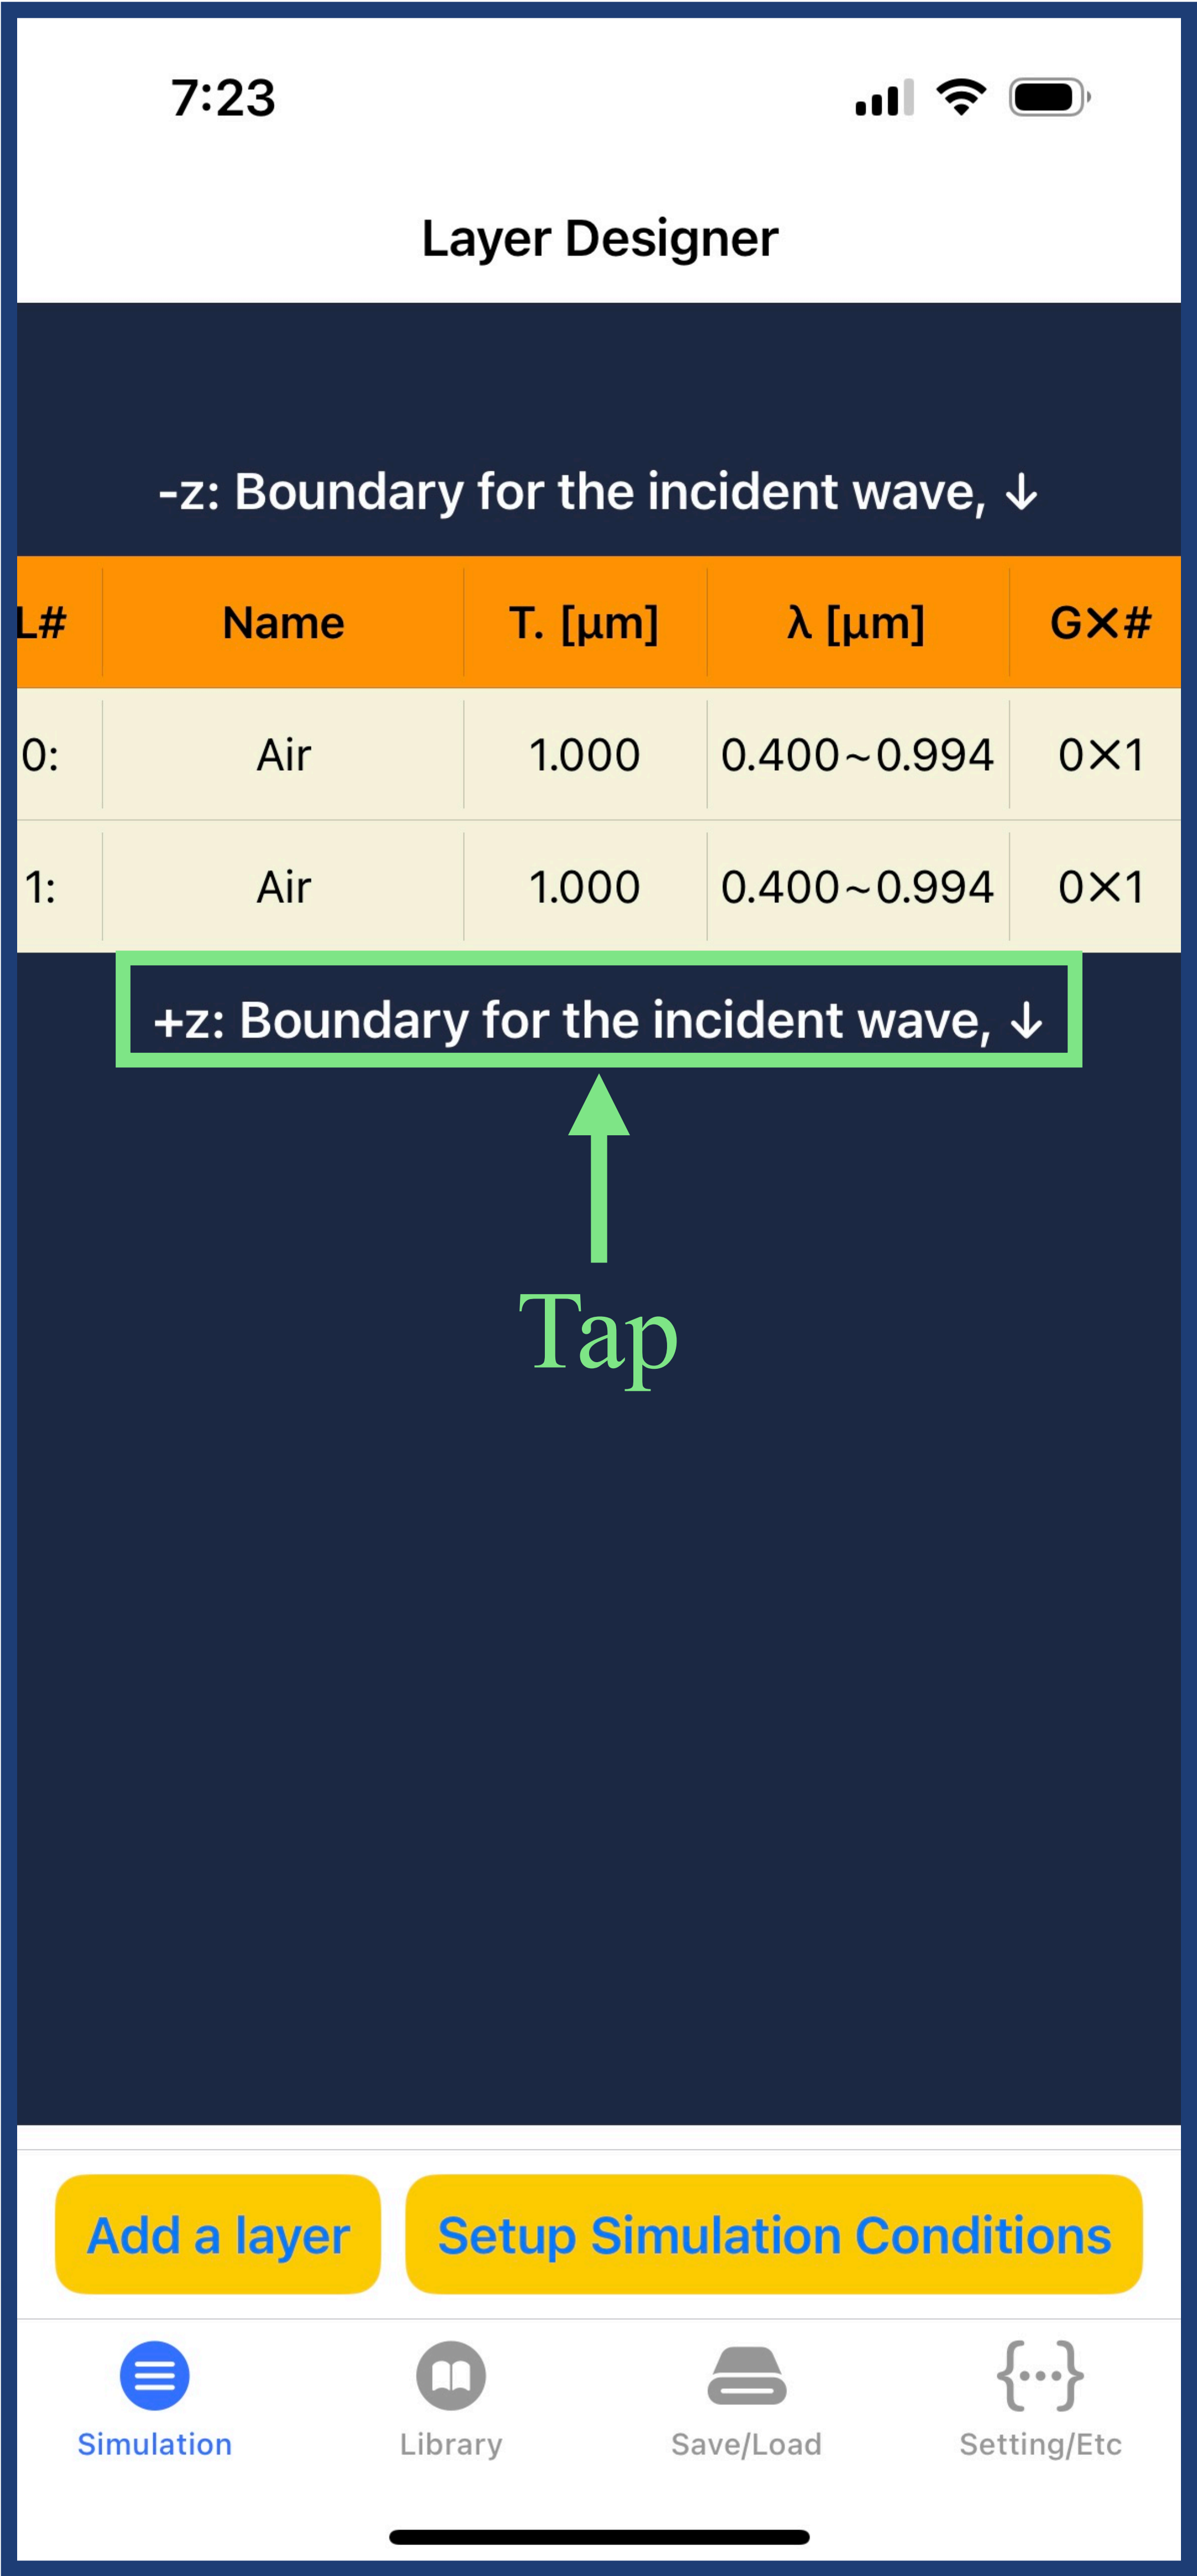 7:23
Layer Designer
-z: Boundary for the incident wave, ↓
L# Name T. [μm] λ [μm] G×#
0: Air 1.000 0.400~0.994 0×1
1: Air 1.000 0.400~0.994 0×1
+z: Boundary for the incident wave, ↓
Tap
Add a layer Setup Simulation Conditions
Simulation Library Save/Load Setting/Etc